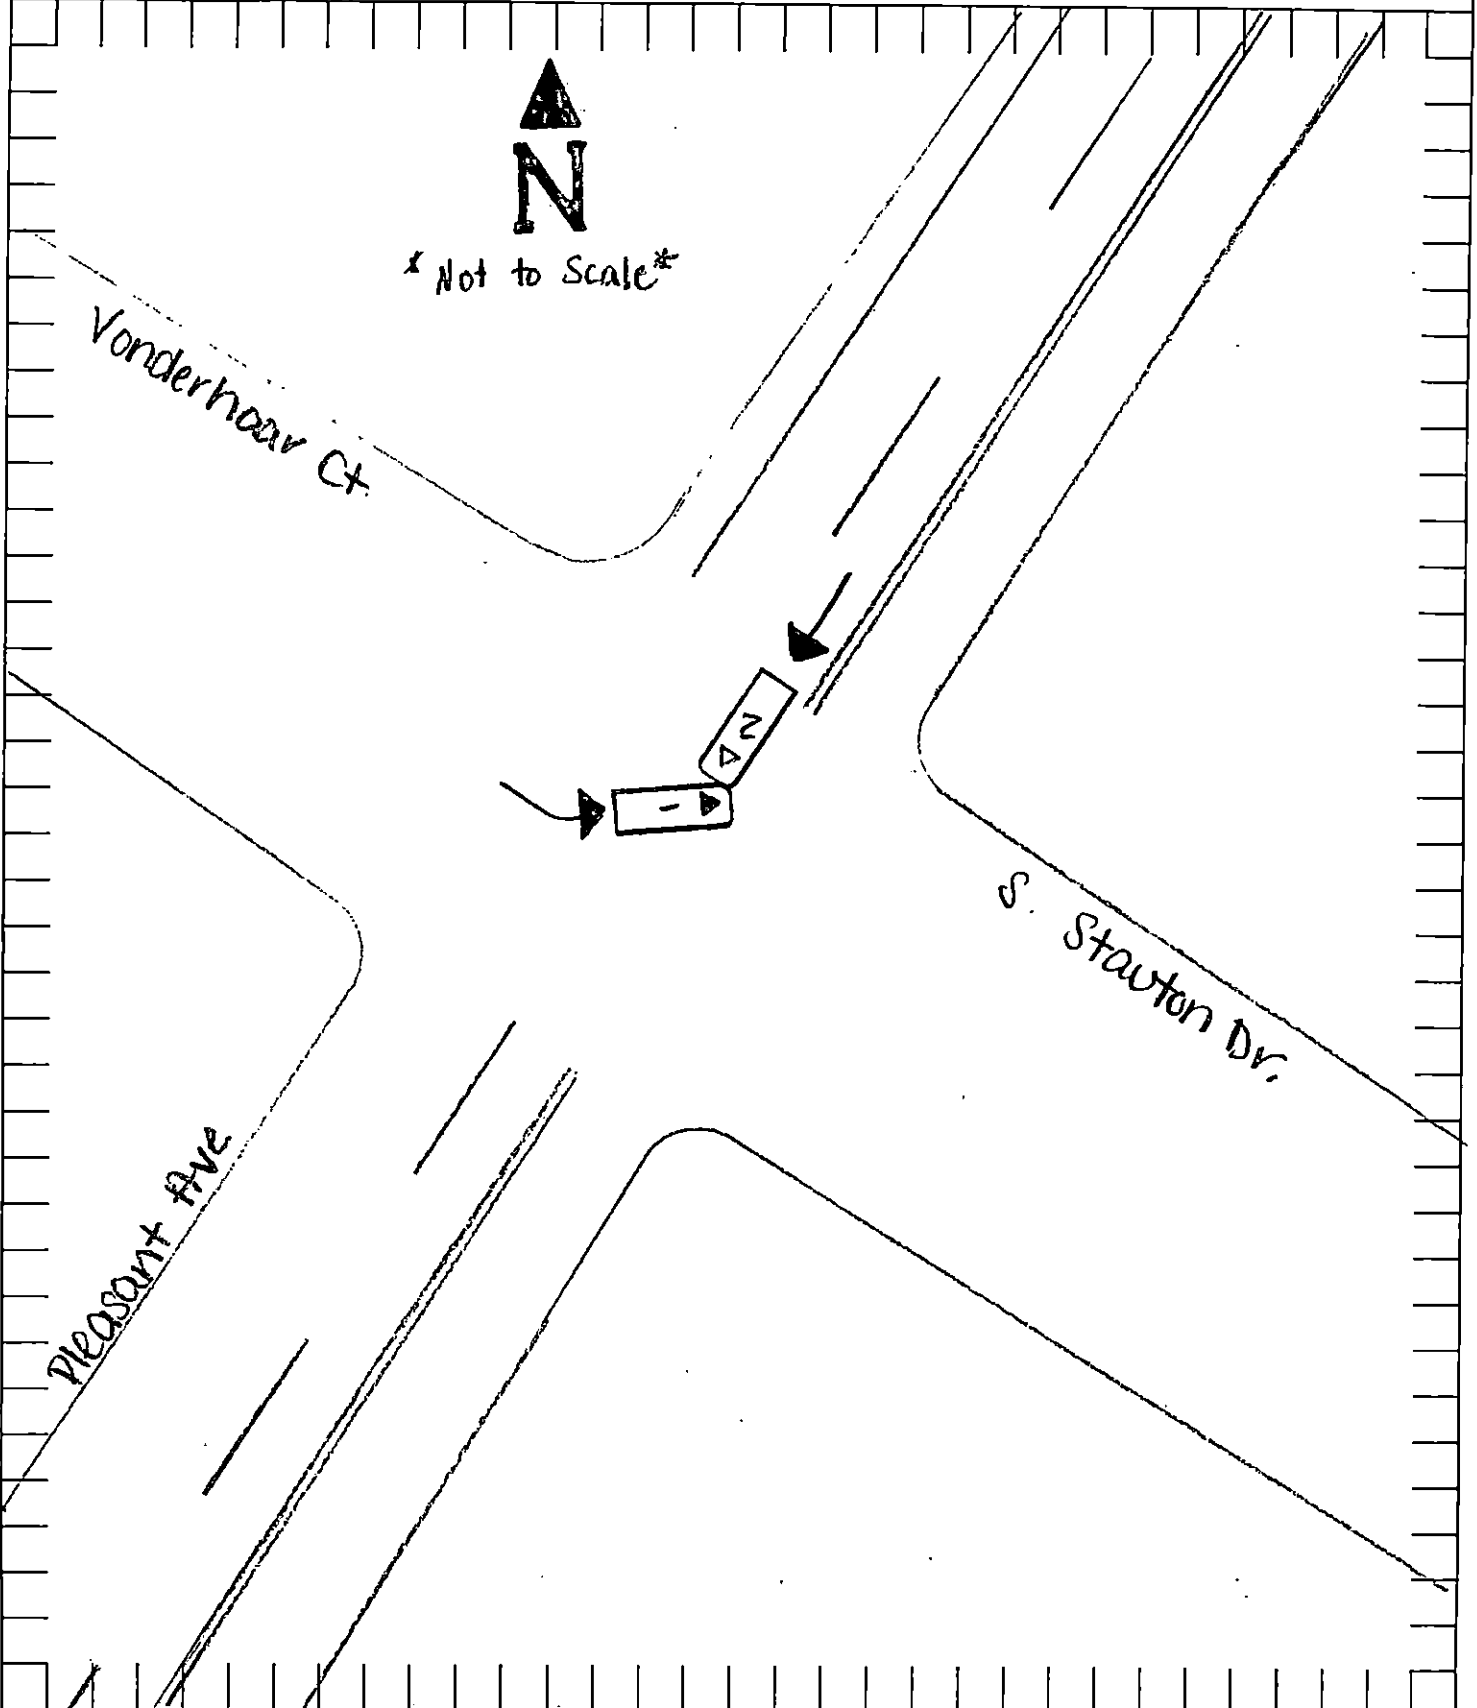 N
* Not to Scale *
Vonderhaar Ct.
2
1
S. Stauton Dr.
Pleasant Ave